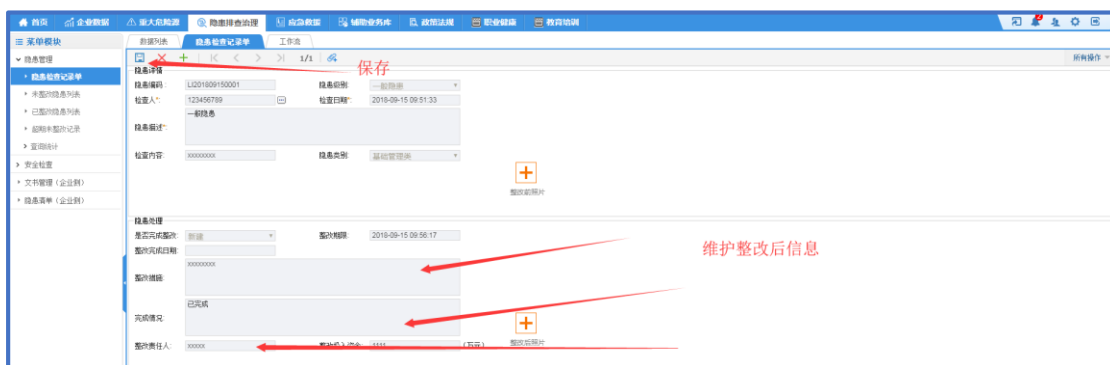 首页 企业数据 重大危险源 隐患排查治理 应急救援 辅助业务库 政策法规 职业健康 教育培训
菜单模块 数据列表 隐患检查记录单 工作流
隐患管理 1/1 所有操作
保存
隐患详情
隐患检查记录单 隐患编码: LI201809150001 隐患级别: 一般隐患
未整改隐患列表 检查人*: 123456789 检查日期*: 2018-09-15 09:51:33
已整改隐患列表 一般隐患
超期未整改记录 隐患描述*:
查询统计
安全检查 检查内容: xxxxxxxx 隐患类别: 基础管理类
文书管理(企业例)
隐患清单(企业例) 整改前照片
隐患处理
是否完成整改: 新建 整改期限: 2018-09-15 09:56:17
整改完成日期:
维护整改后信息
xxxxxxxx
整改措施:
已完成
完成情况:
整改责任人: xxxxx 1111 (万元) 整改后照片